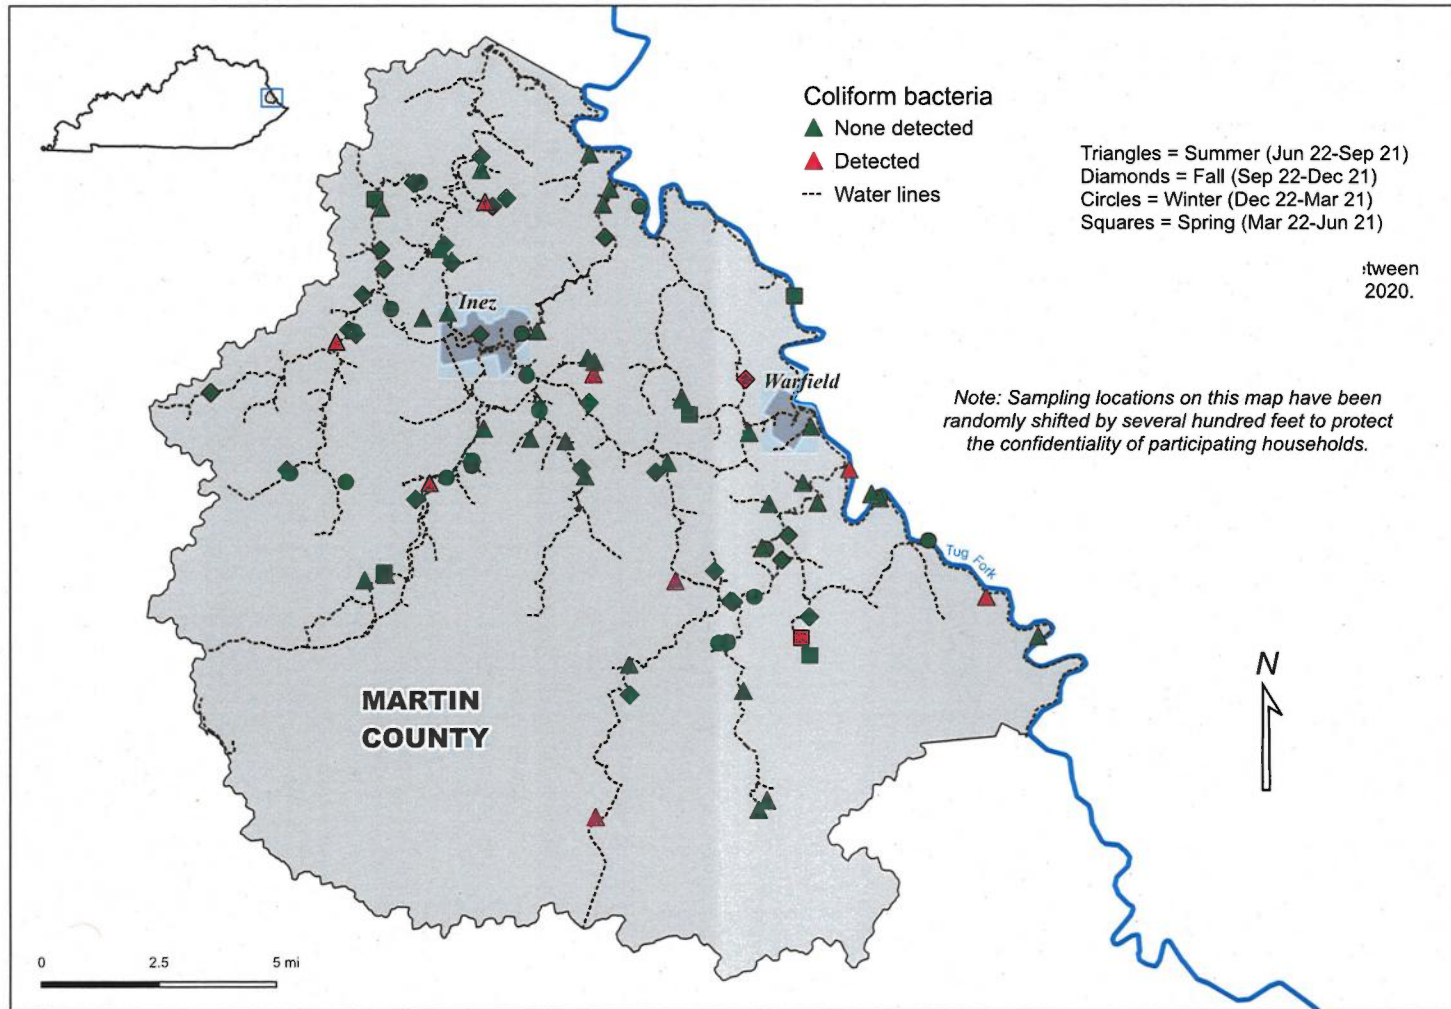 Coliform bacteria
None detected
Detected
Water lines
Triangles = Summer (Jun 22-Sep 21)
Diamonds = Fall (Sep 22-Dec 21)
Circles = Winter (Dec 22-Mar 21)
Squares = Spring (Mar 22-Jun 21)
tween
2020.
Inez
Warfield
Note: Sampling locations on this map have been
randomly shifted by several hundred feet to protect
the confidentiality of participating households.
Tug Fork
MARTIN
COUNTY
N
0 2.5 5 mi